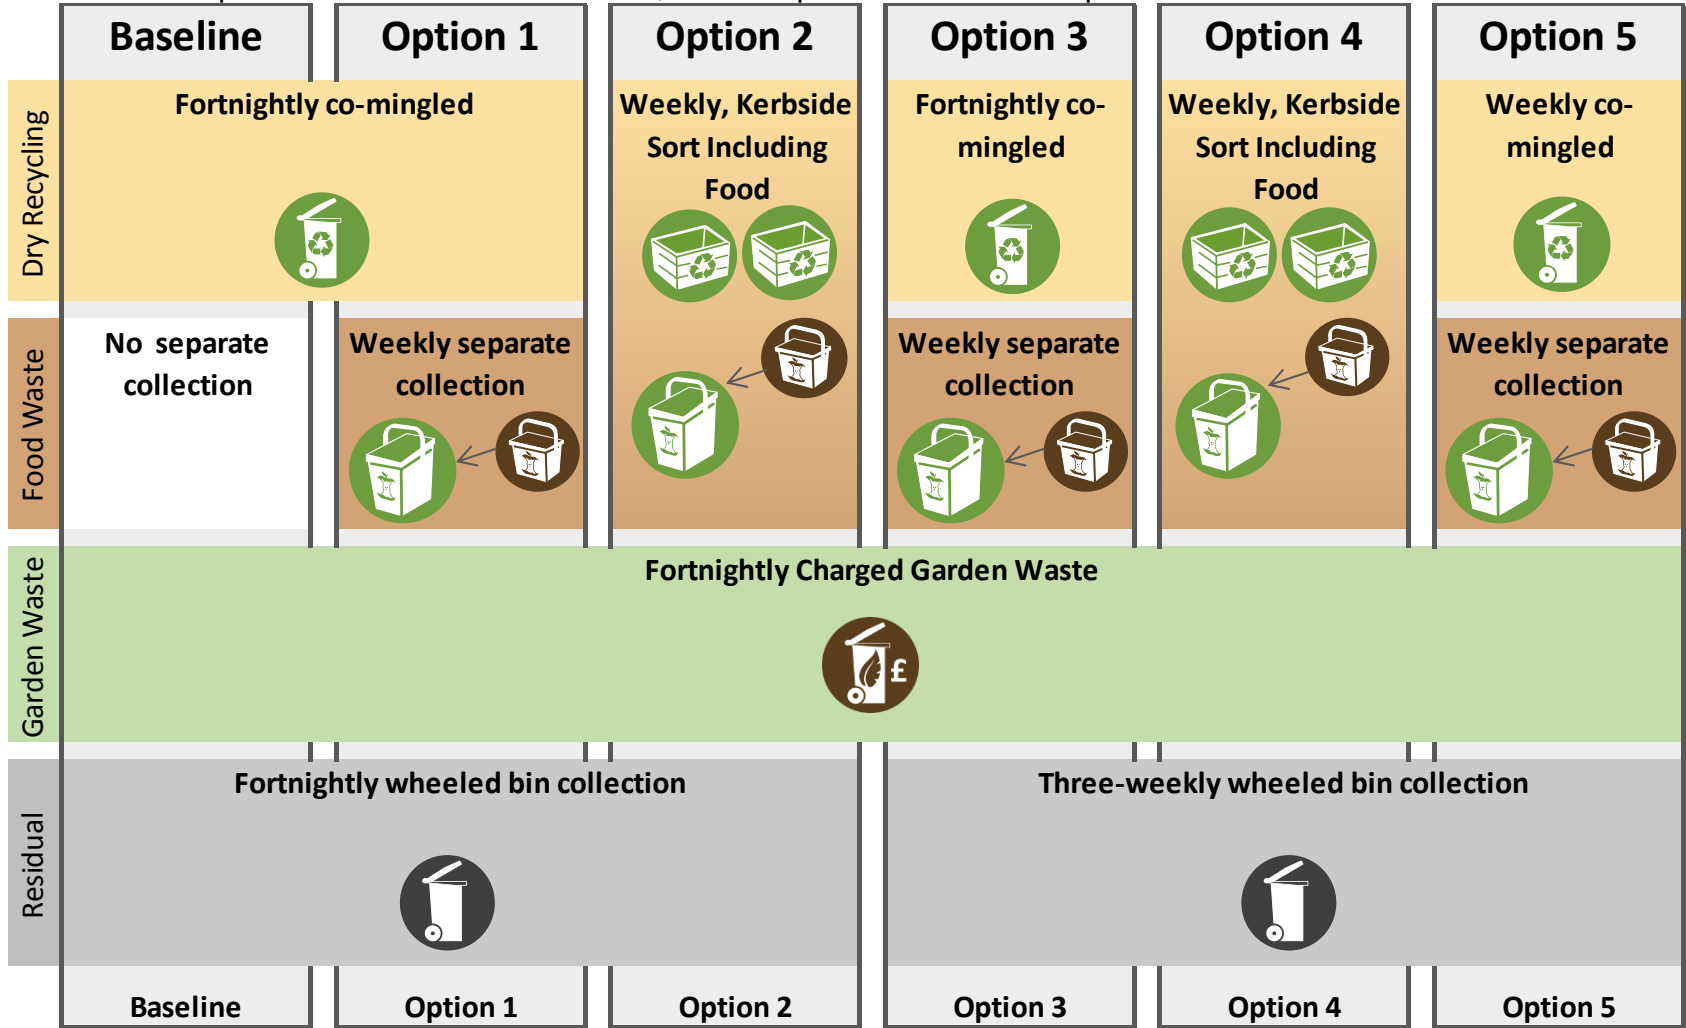 Baseline
Option 1
Option 2
Option 3
Option 4
Option 5
Dry Recycling
Fortnightly co-mingled
Weekly, Kerbside
Sort Including
Food
Fortnightly co-
mingled
Weekly, Kerbside
Sort Including
Food
Weekly co-
mingled
Food Waste
No separate
collection
Weekly separate
collection
Weekly separate
collection
Weekly separate
collection
Garden Waste
Fortnightly Charged Garden Waste
£
Residual
Fortnightly wheeled bin collection
Three-weekly wheeled bin collection
Baseline
Option 1
Option 2
Option 3
Option 4
Option 5